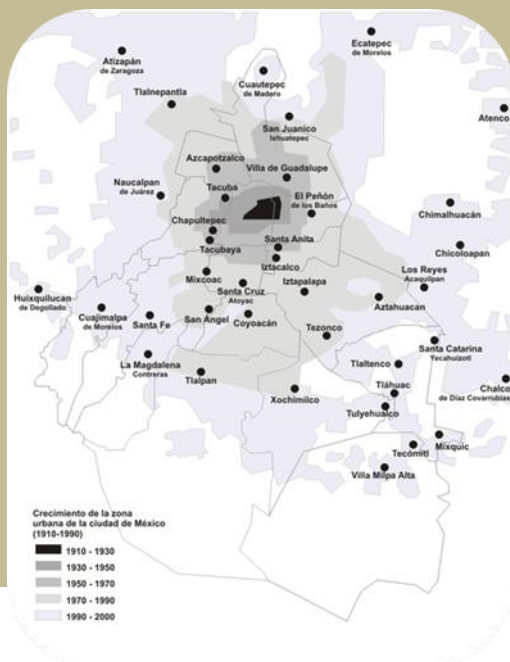 Ecatepec
de Morelos
Atizapán
de Zaragoza
Cuautepec
de Madero
Tlalnepantla
Atenco
San Juanico
Ixhuatepec
Azcapotzalco
Villa de Guadalupe
Naucalpan
de Juárez
Tacuba
El Peñón
de los Baños
Chimalhuacán
Chapultepec
Santa Anita
Tacubaya
Iztacalco
Chicoloapan
Mixcoac
Los Reyes
Acaquilpan
Santa Cruz
Atoyac
Iztapalapa
Huixquilucan
de Degollado
Aztahuacan
Cuajimalpa
de Morelos
Santa Fe
San Ángel
Coyoacán
Tezonco
Santa Catarina
Yecahuizotl
La Magdalena
Contreras
Tlaltenco
Tlalpan
Tláhuac
Chalco
de Díaz Covarrubias
Xochimilco
Tulyehualco
Tecómitl
Mixquic
Villa Milpa Alta
Crecimiento de la zona
urbana de la ciudad de México
(1910-1990)
1910 - 1930
1930 - 1950
1950 - 1970
1970 - 1990
1990 - 2000